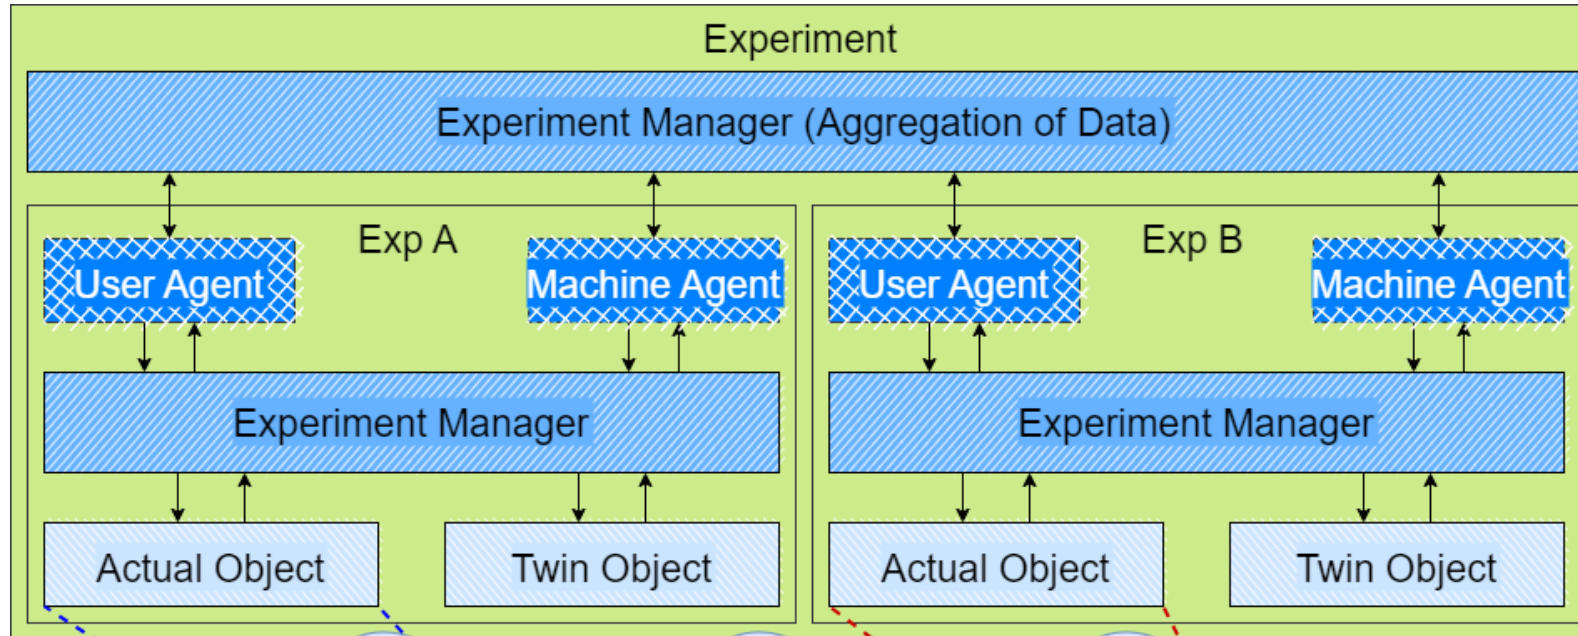 Experiment
Experiment Manager (Aggregation of Data)
Exp A
User Agent
Machine Agent
Experiment Manager
Actual Object
Twin Object
Exp B
User Agent
Machine Agent
Experiment Manager
Actual Object
Twin Object